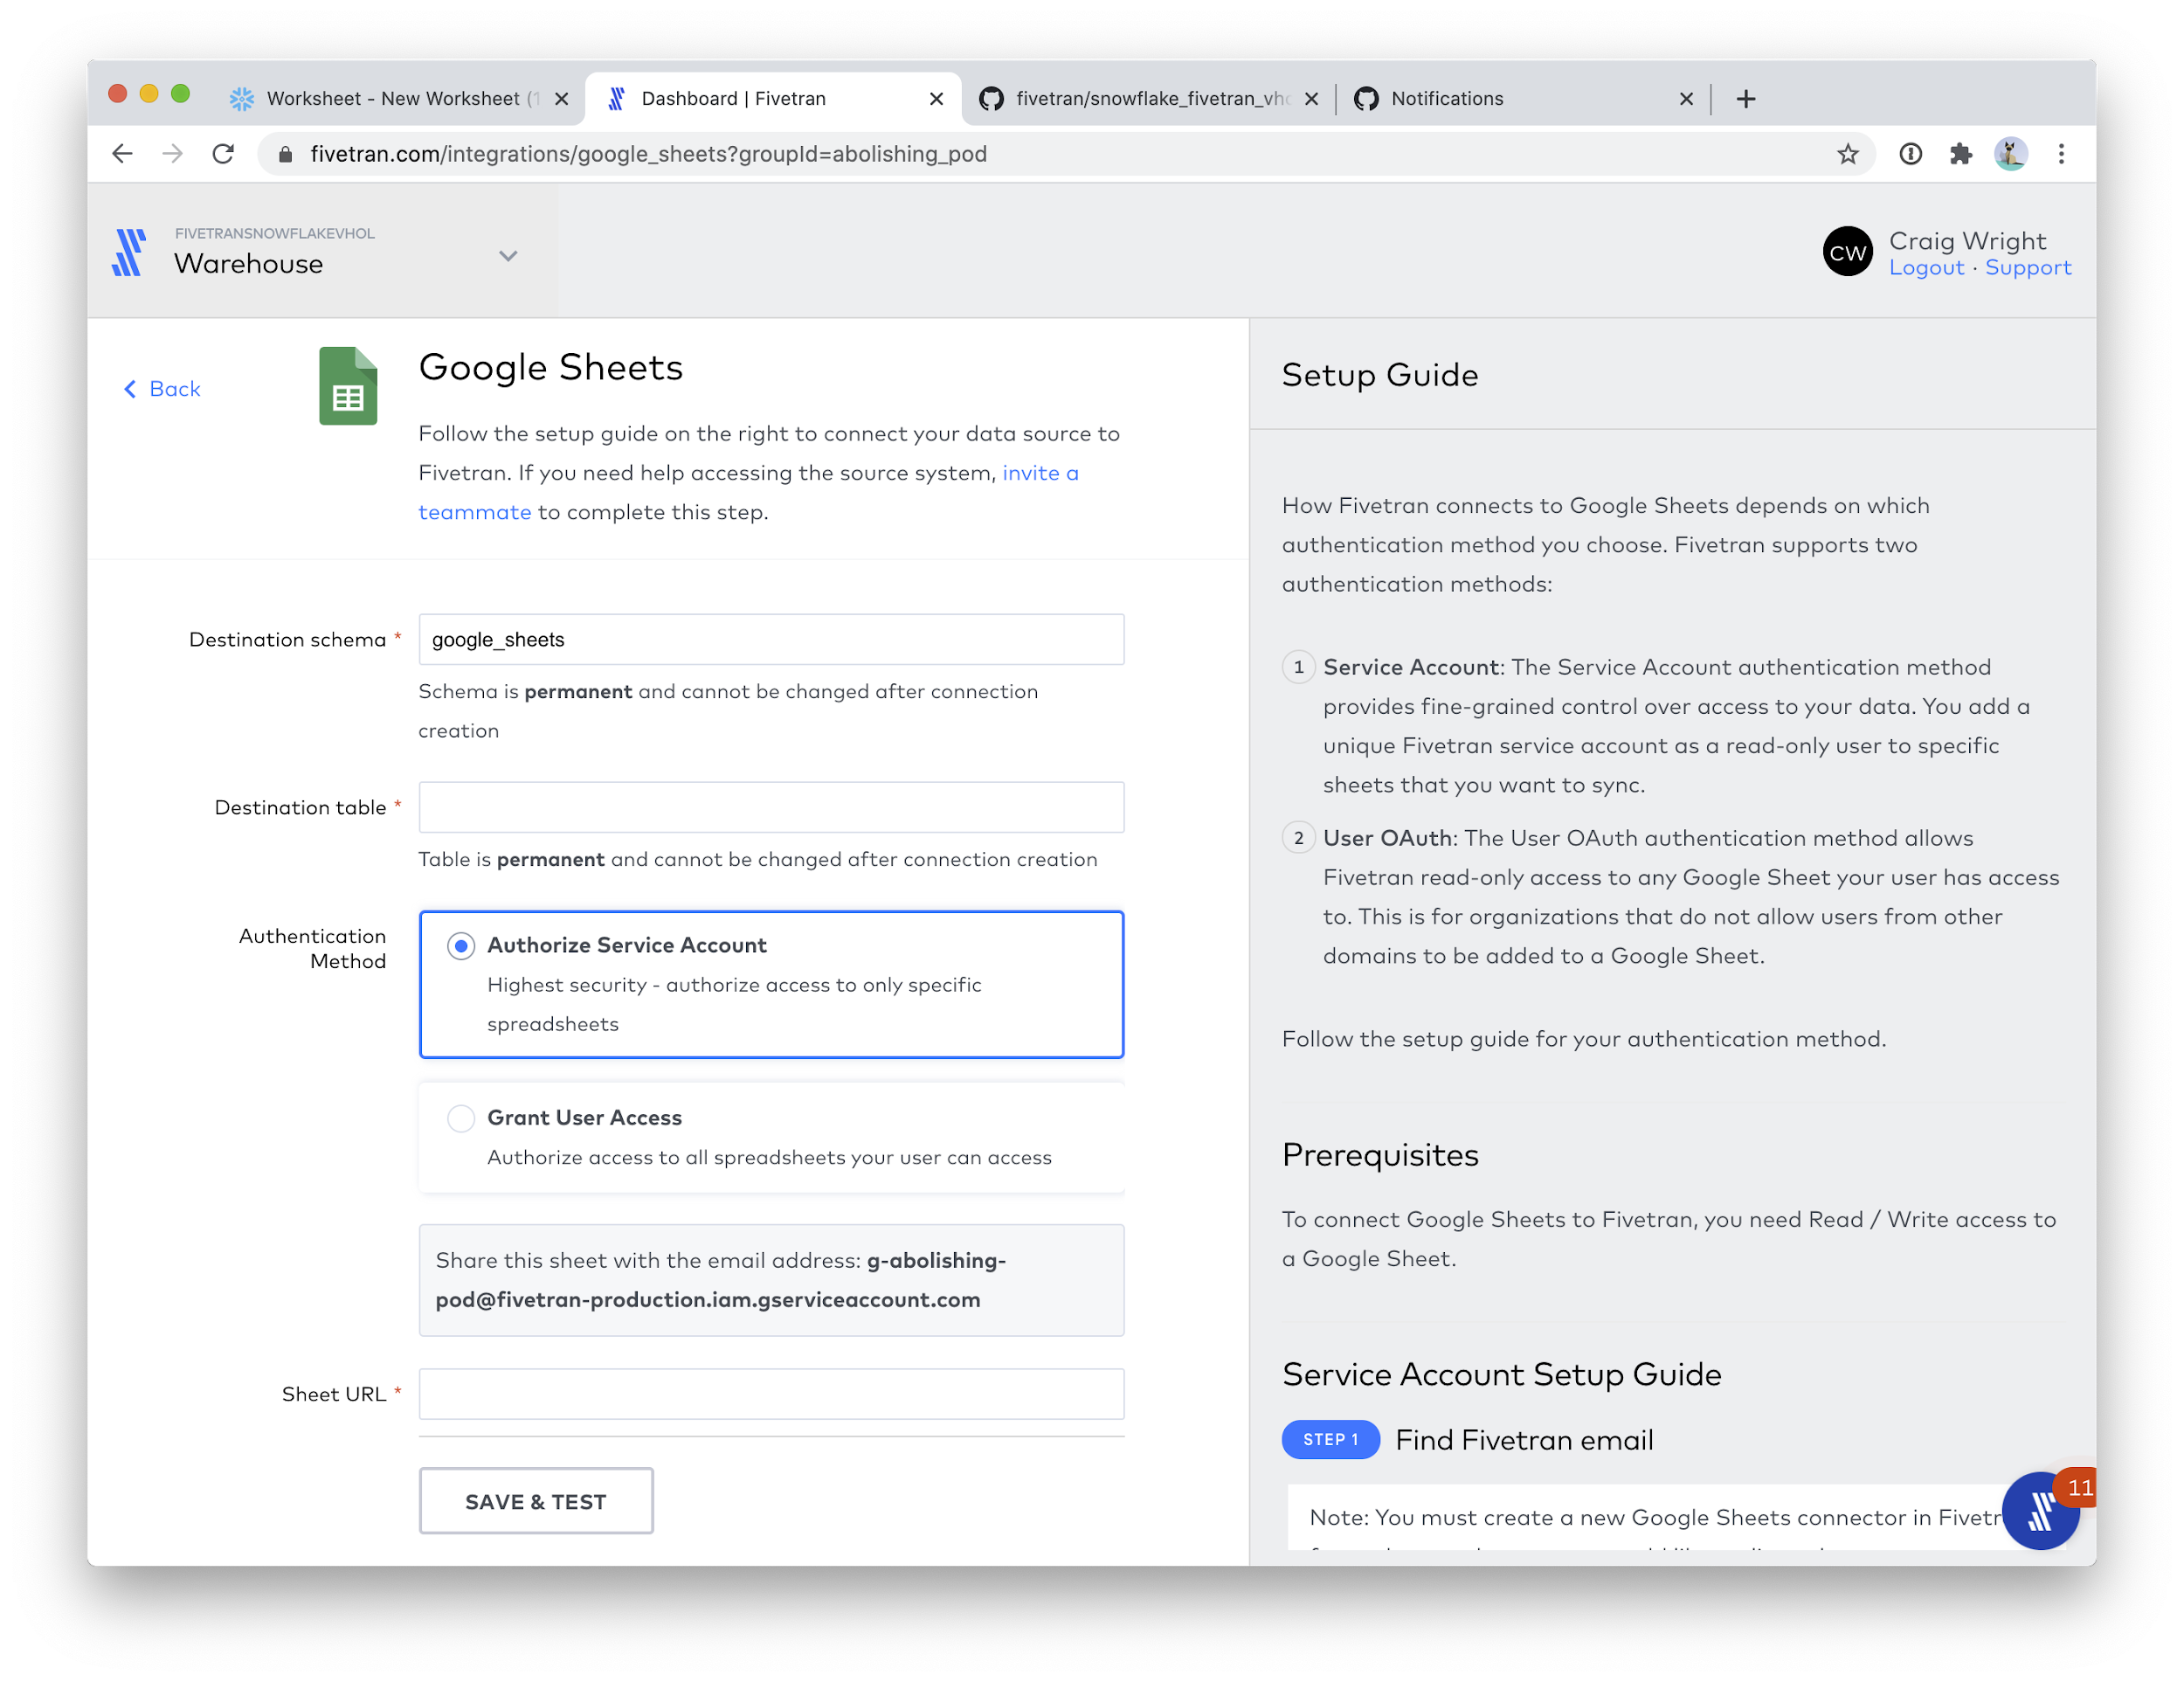 Worksheet - New Worksheet (1
Dashboard | Fivetran
fivetran/snowflake_fivetran_vho
Notifications
fivetran.com/integrations/google_sheets?groupId=abolishing_pod
FIVETRANSNOWFLAKEVHOL
Warehouse
CW
Craig Wright
Logout · Support
Back
Google Sheets
Follow the setup guide on the right to connect your data source to
Fivetran. If you need help accessing the source system, invite a
teammate to complete this step.
Destination schema *
google_sheets
Schema is permanent and cannot be changed after connection
creation
Destination table *
Table is permanent and cannot be changed after connection creation
Authentication
Method
Authorize Service Account
Highest security - authorize access to only specific
spreadsheets
Grant User Access
Authorize access to all spreadsheets your user can access
Share this sheet with the email address: g-abolishing-
pod@fivetran-production.iam.gserviceaccount.com
Sheet URL *
SAVE & TEST
Setup Guide
How Fivetran connects to Google Sheets depends on which
authentication method you choose. Fivetran supports two
authentication methods:
1 Service Account: The Service Account authentication method
provides fine-grained control over access to your data. You add a
unique Fivetran service account as a read-only user to specific
sheets that you want to sync.
2 User OAuth: The User OAuth authentication method allows
Fivetran read-only access to any Google Sheet your user has access
to. This is for organizations that do not allow users from other
domains to be added to a Google Sheet.
Follow the setup guide for your authentication method.
Prerequisites
To connect Google Sheets to Fivetran, you need Read / Write access to
a Google Sheet.
Service Account Setup Guide
STEP 1 Find Fivetran email
Note: You must create a new Google Sheets connector in Fivetr
11